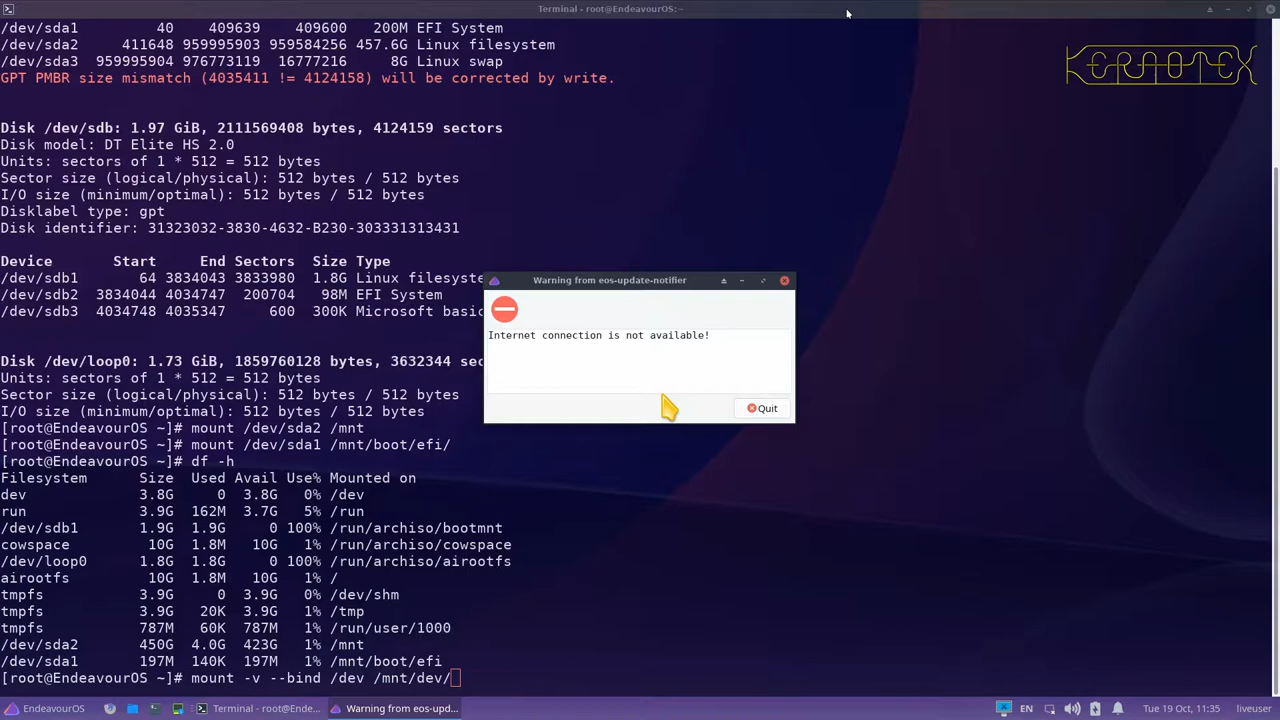 Terminal - root@EndeavourOS:~
/dev/sda1 40 409639 409600 200M EFI System
/dev/sda2 411648 959995903 959584256 457.6G Linux filesystem
/dev/sda3 959995904 976773119 16777216 8G Linux swap
GPT PMBR size mismatch (4035411 != 4124158) will be corrected by write.
Disk /dev/sdb: 1.97 GiB, 2111569408 bytes, 4124159 sectors
Disk model: DT Elite HS 2.0
Units: sectors of 1 * 512 = 512 bytes
Sector size (logical/physical): 512 bytes / 512 bytes
I/O size (minimum/optimal): 512 bytes / 512 bytes
Disklabel type: gpt
Disk identifier: 31323032-3830-4632-B230-303331313431
Device Start End Sectors Size Type
/dev/sdb1 64 3834043 3833980 1.8G Linux filesyste
/dev/sdb2 3834044 4034747 200704 98M EFI System
/dev/sdb3 4034748 4035347 600 300K Microsoft basi
Disk /dev/loop0: 1.73 GiB, 1859760128 bytes, 3632344 sec
Units: sectors of 1 * 512 = 512 bytes
Sector size (logical/physical): 512 bytes / 512 bytes
I/O size (minimum/optimal): 512 bytes / 512 bytes
[root@EndeavourOS ~]# mount /dev/sda2 /mnt
[root@EndeavourOS ~]# mount /dev/sda1 /mnt/boot/efi/
[root@EndeavourOS ~]# df -h
Filesystem Size Used Avail Use% Mounted on
dev 3.8G 0 3.8G 0% /dev
run 3.9G 162M 3.7G 5% /run
/dev/sdb1 1.9G 1.9G 0 100% /run/archiso/bootmnt
cowspace 10G 1.8M 10G 1% /run/archiso/cowspace
/dev/loop0 1.8G 1.8G 0 100% /run/archiso/airootfs
airootfs 10G 1.8M 10G 1% /
tmpfs 3.9G 0 3.9G 0% /dev/shm
tmpfs 3.9G 20K 3.9G 1% /tmp
tmpfs 787M 60K 787M 1% /run/user/1000
/dev/sda2 450G 4.0G 423G 1% /mnt
/dev/sda1 197M 140K 197M 1% /mnt/boot/efi
[root@EndeavourOS ~]# mount -v --bind /dev /mnt/dev/
Warning from eos-update-notifier
Internet connection is not available!
Quit
EndeavourOS
Terminal - root@Ende...
Warning from eos-upd...
EN
Tue 19 Oct, 11:35
liveuser